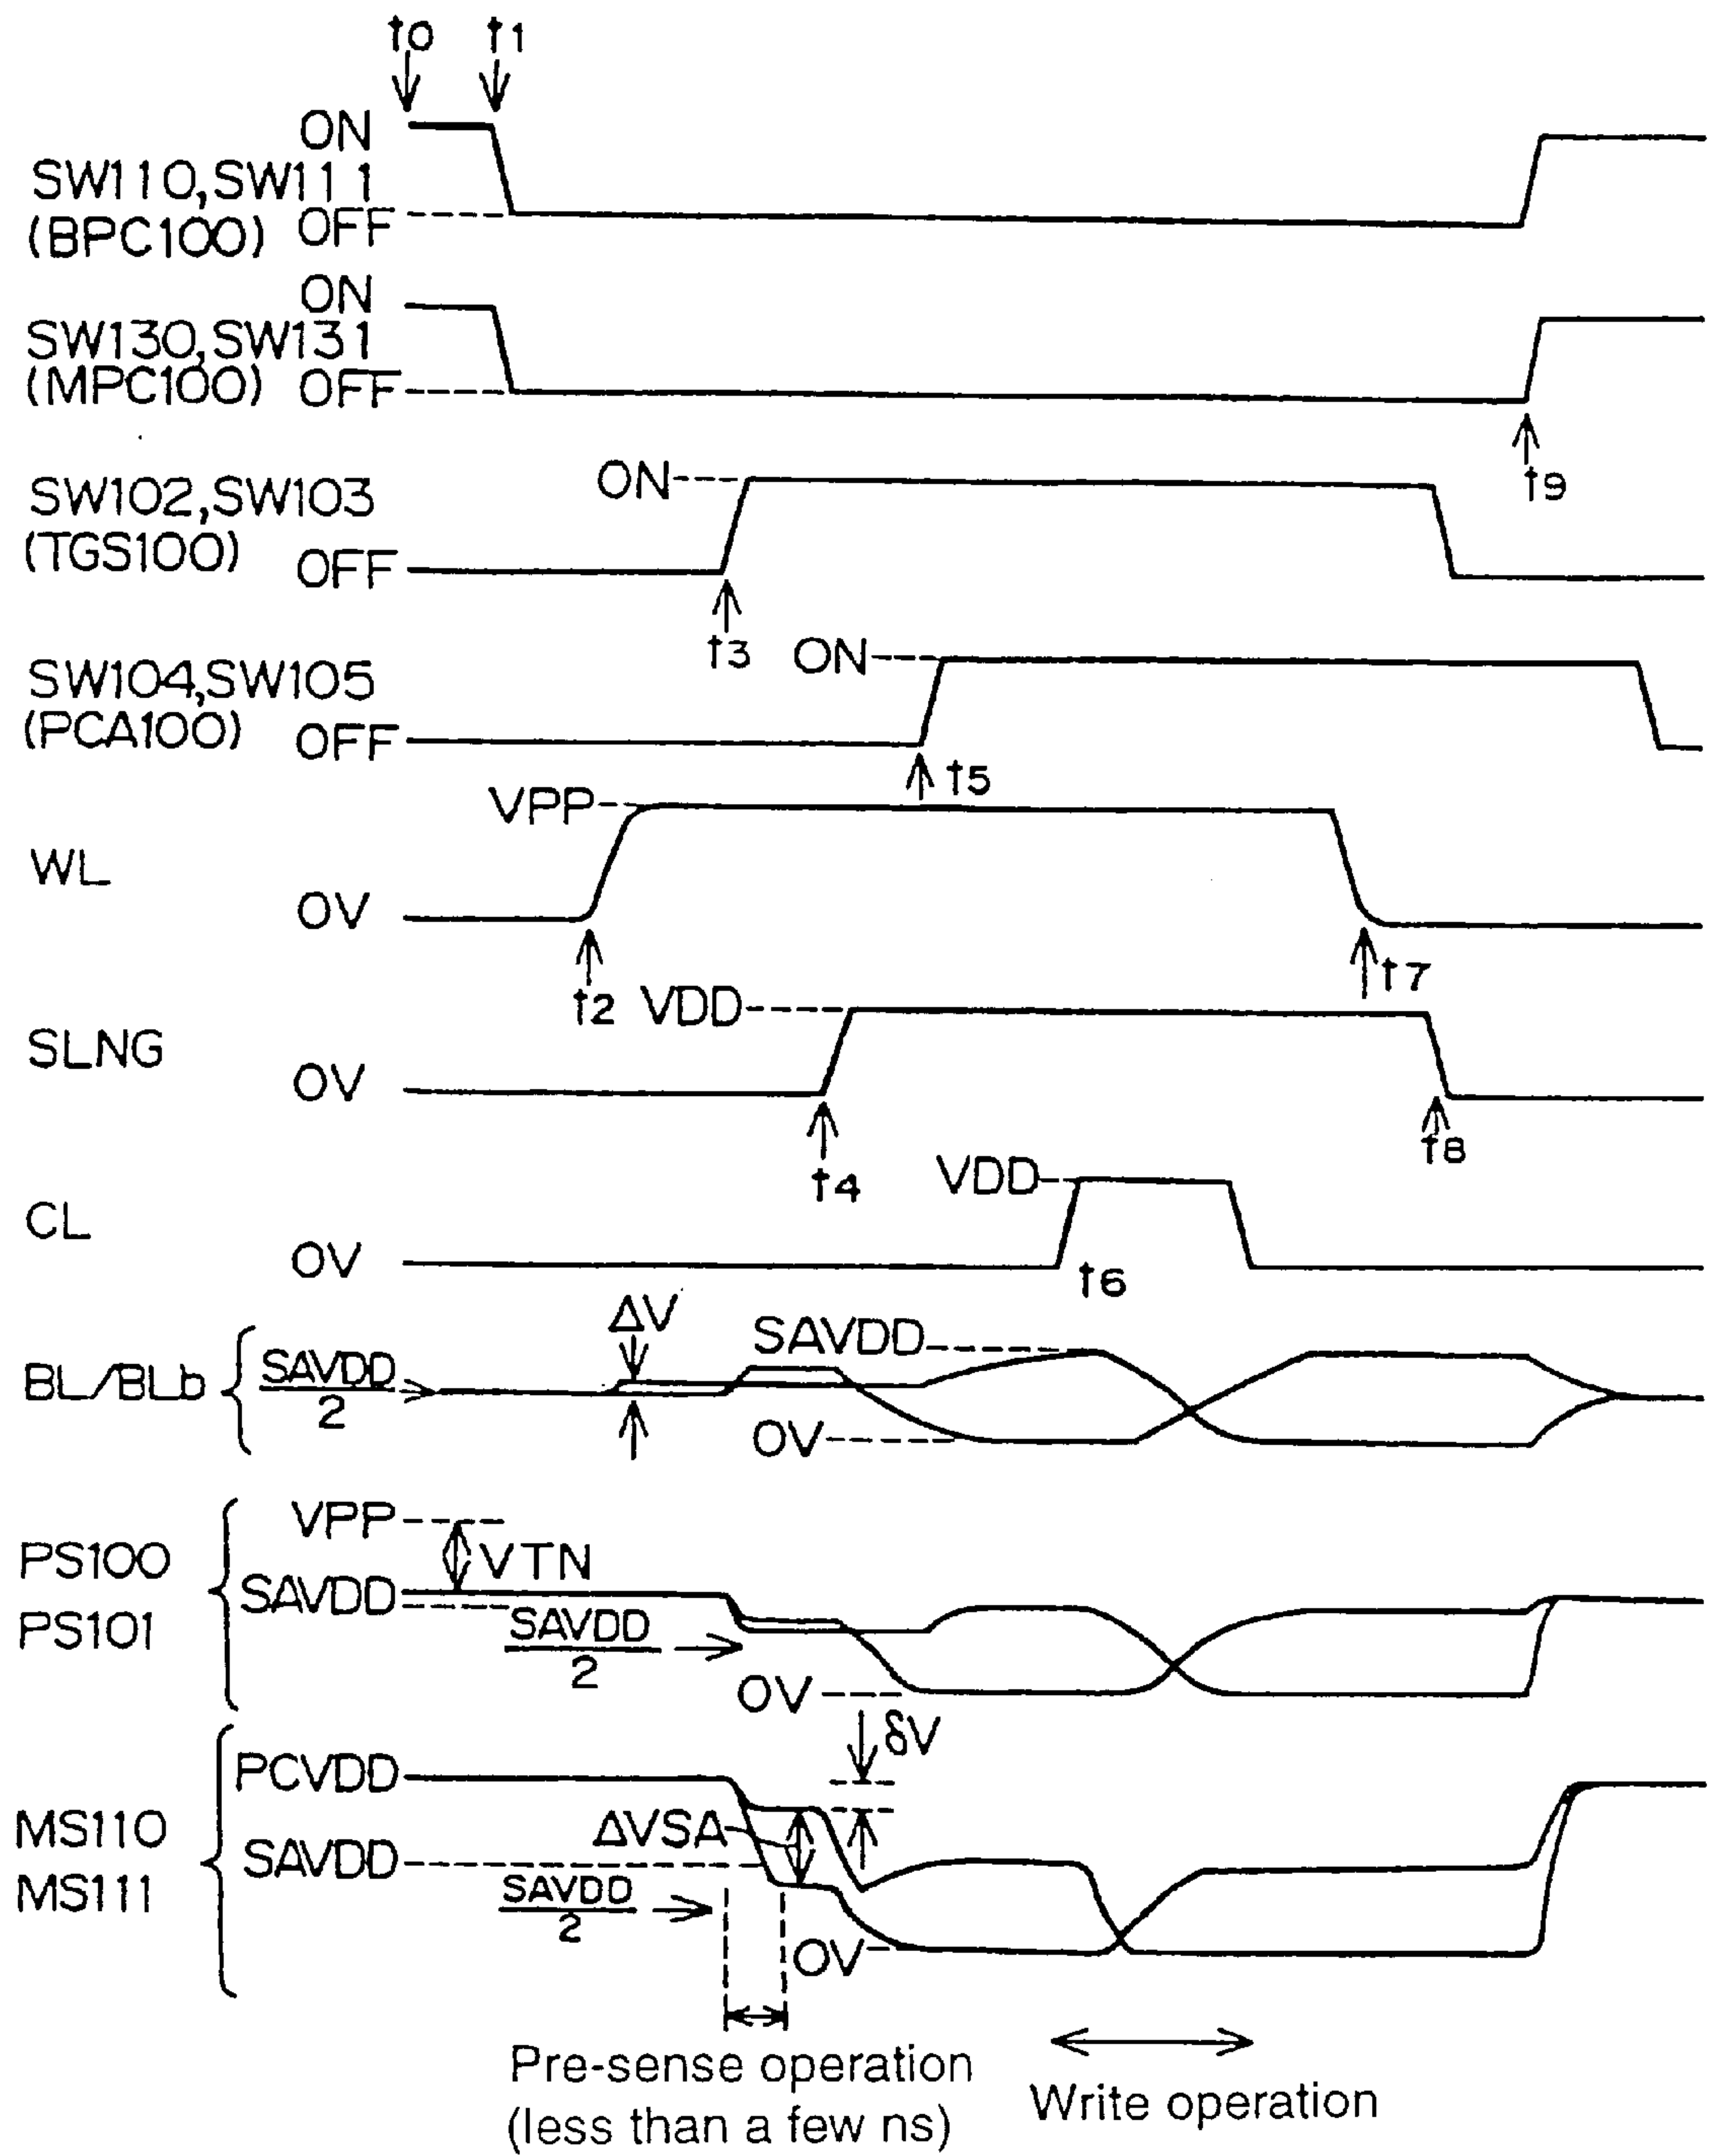 t0 t1
ON
SW110,SW111
(BPC100) OFF
ON
SW130,SW131
(MPC100) OFF
t9
ON
SW102,SW103
(TGS100)
OFF
t3
ON
SW104,SW105
(PCA100)
OFF
t5
VPP
WL
0V
t2
t7
VDD
SLNG
0V
t4
t8
VDD
CL
0V
t6
ΔV
SAVDD
BL/BLb
SAVDD
2
0V
VPP
VTN
PS100
SAVDD
PS101
SAVDD
2
0V
δV
PCVDD
MS110
ΔVSA
SAVDD
MS111
SAVDD
2
0V
Pre-sense operation
(less than a few ns)
Write operation